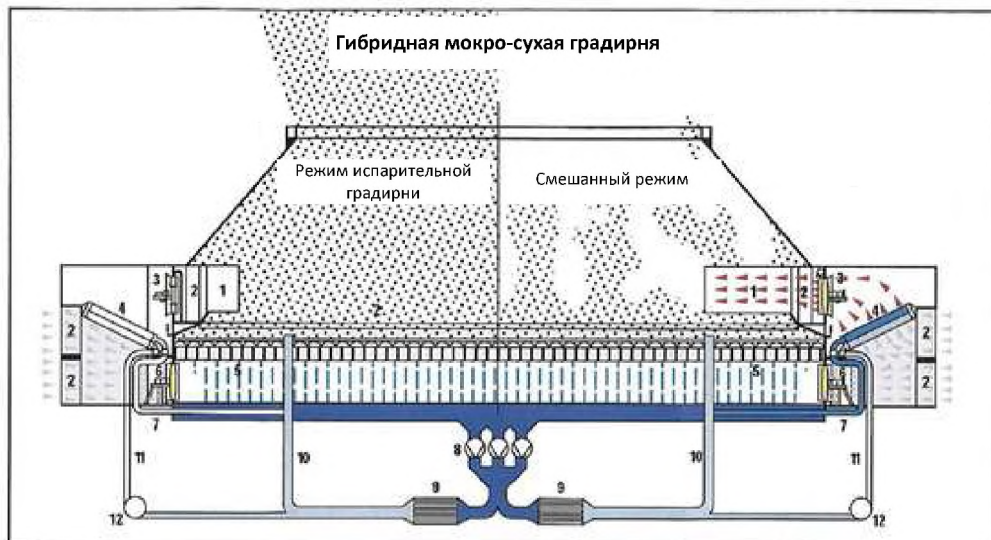 Гибридная мокро-сухая градирня
Режим испарительной
градирни
Смешанный режим
3 2 1
1 2 3
4
4
2
2
2
2
2
6 5
5 6
7
7
8
11 10
10 11
9 9
12
12